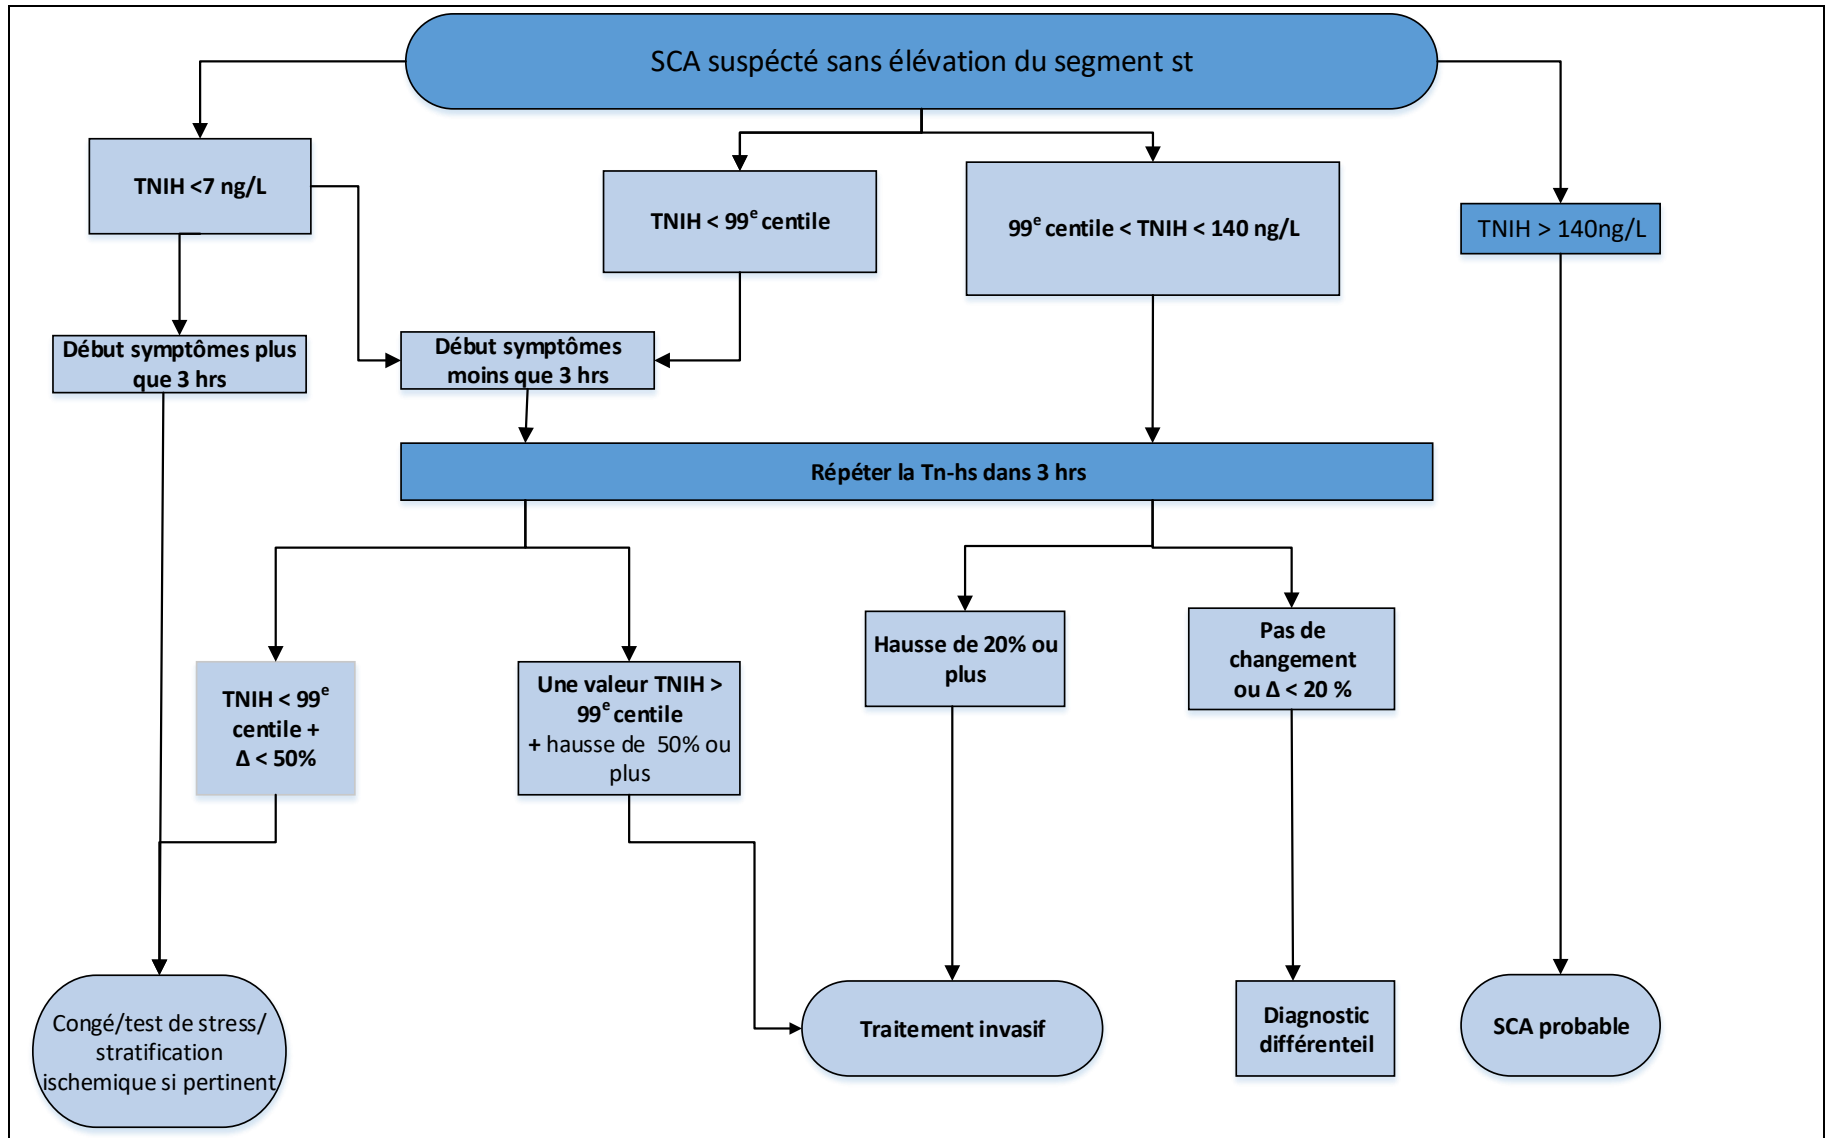 SCA suspécté sans élévation du segment st
TNIH <7 ng/L
TNIH < 99e centile
99e centile < TNIH < 140 ng/L
TNIH > 140ng/L
Début symptômes plus
que 3 hrs
Début symptômes
moins que 3 hrs
Répéter la Tn-hs dans 3 hrs
TNIH < 99e
centile +
Δ < 50%
Une valeur TNIH >
99e centile
+ hausse de 50% ou
plus
Hausse de 20% ou
plus
Pas de
changement
ou Δ < 20 %
Congé/test de stress/
stratification
ischemique si pertinent
Traitement invasif
Diagnostic
différenteil
SCA probable